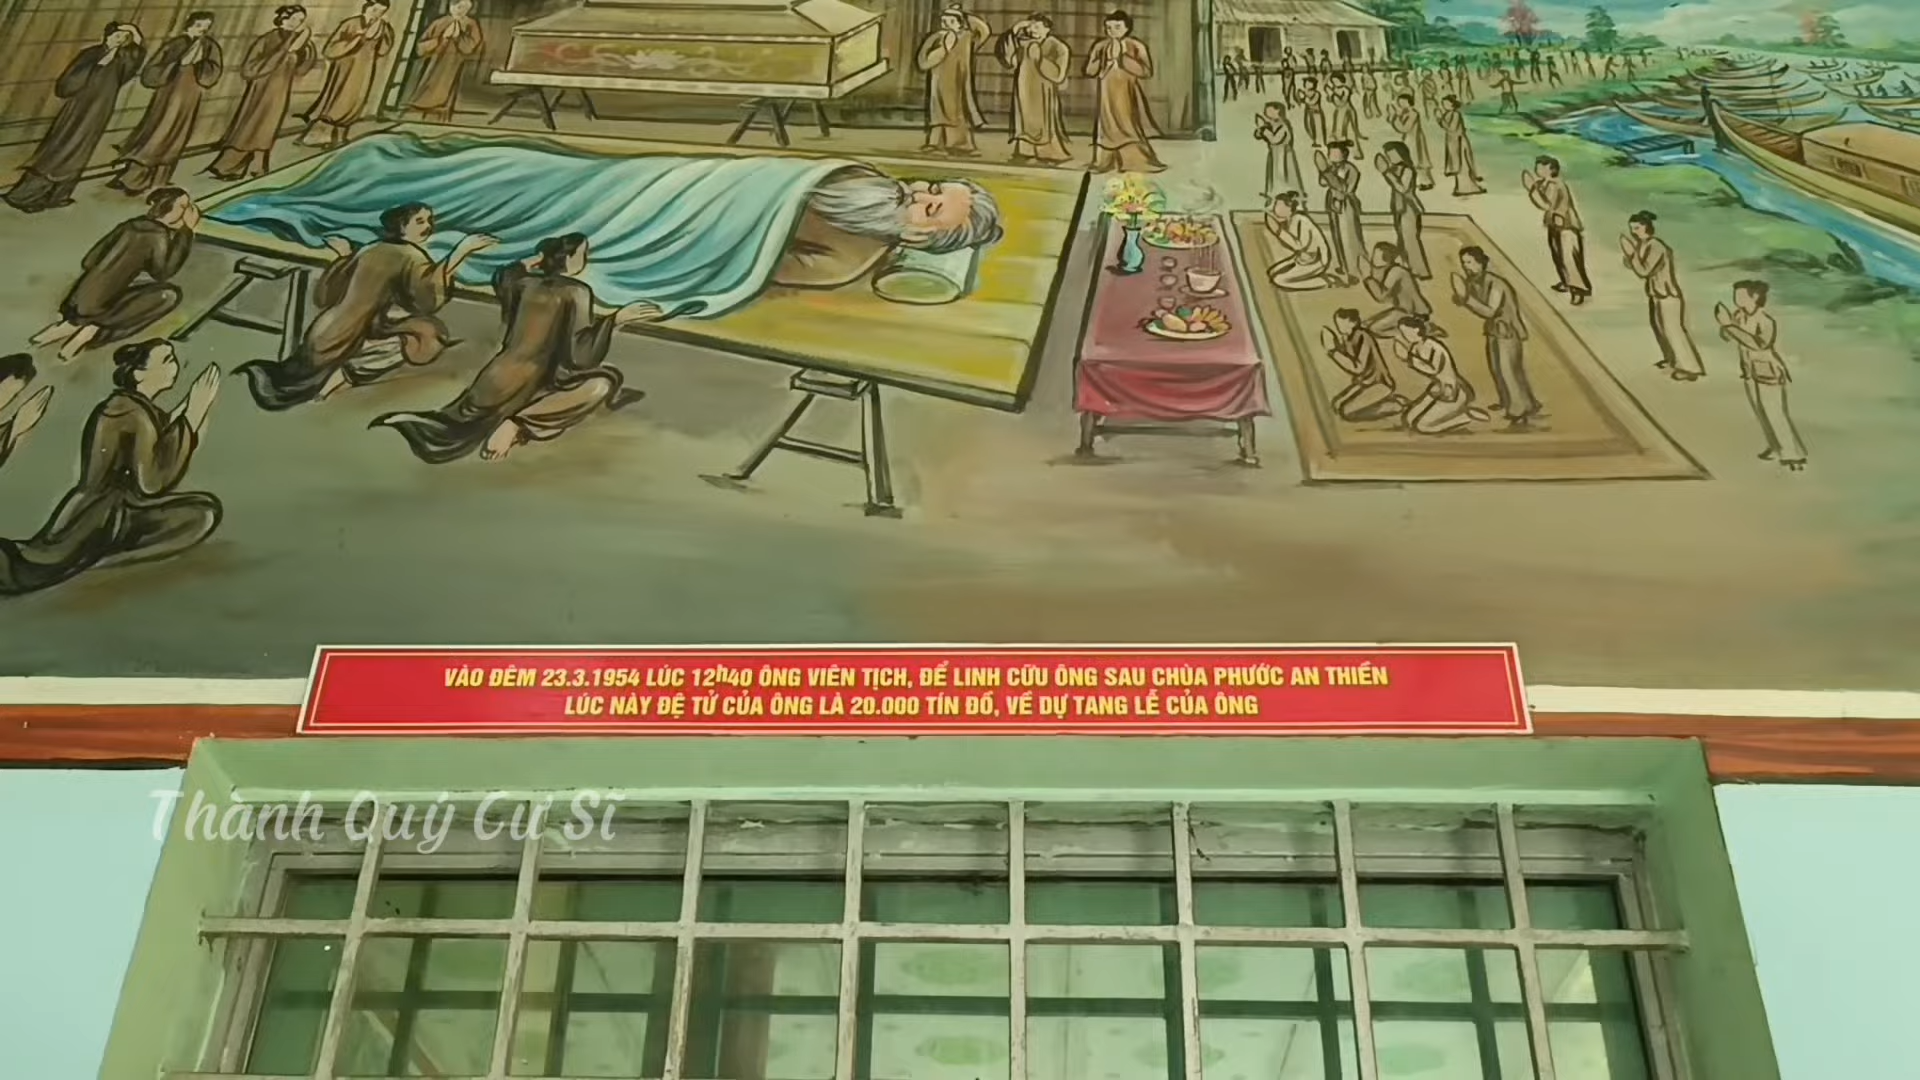 VÀO ĐÊM 23.3.1954 LÚC 12h40 ÔNG VIÊN TỊCH, ĐỂ LINH CỮU ÔNG SAU CHÙA PHƯỚC AN THIỀN
LÚC NÀY ĐỆ TỬ CỦA ÔNG LÀ 20.000 TÍN ĐỒ, VỀ DỰ TANG LỄ CỦA ÔNG
Thành Quý Cư Sĩ